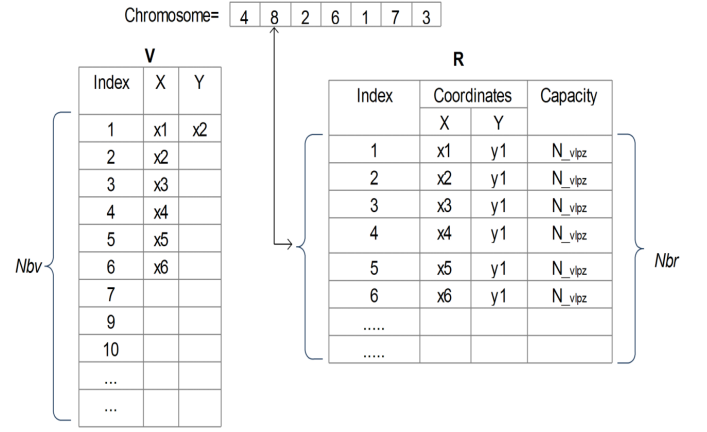 Chromosome= 4 8 2 6 1 7 3
V
Index X Y
1 x1 x2
2 x2
3 x3
4 x4
5 x5
6 x6
7
9
10
...
...
Nbv
R
Index Coordinates Capacity
X Y
1 x1 y1 N_vlpz
2 x2 y1 N_vlpz
3 x3 y1 N_vlpz
4 x4 y1 N_vlpz
5 x5 y1 N_vlpz
6 x6 y1 N_vlpz
.....
.....
Nbr